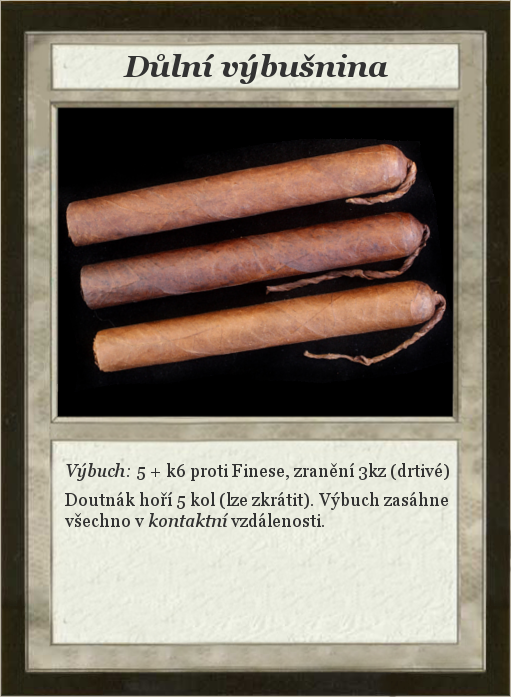 Důlní výbušnina
Výbuch: 5 + k6 proti Finese, zranění 3kz (drtivé)
Doutnák hoří 5 kol (lze zkrátit). Výbuch zasáhne
všechno v kontaktní vzdálenosti.